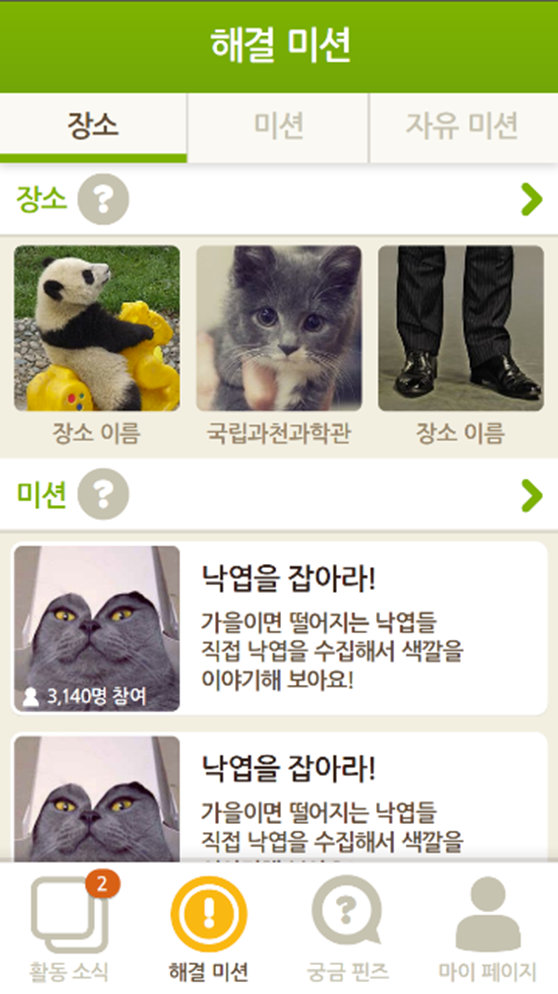 해결 미션
장소
미션
자유 미션
장소 ?
장소 이름
국립과천과학관
장소 이름
미션 ?
낙엽을 잡아라!
가을이면 떨어지는 낙엽들
직접 낙엽을 수집해서 색깔을
이야기해 보아요!
3,140명 참여
낙엽을 잡아라!
가을이면 떨어지는 낙엽들
직접 낙엽을 수집해서 색깔을
2
활동 소식
해결 미션
궁금 핀즈
마이 페이지